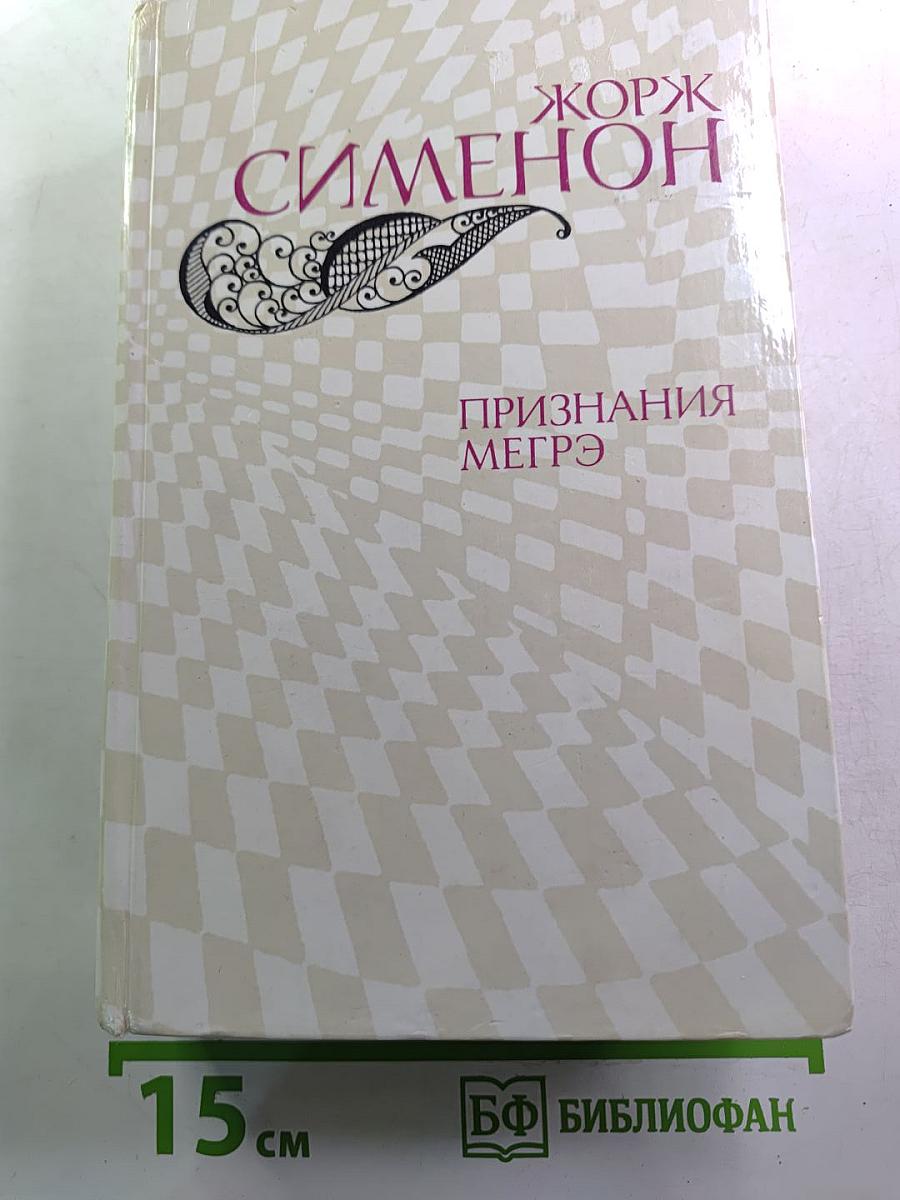 ЖОРЖ
СИМЕНОН
ПРИЗНАНИЯ
МЕГРЭ
15 см
БФ БИБЛИОФАН